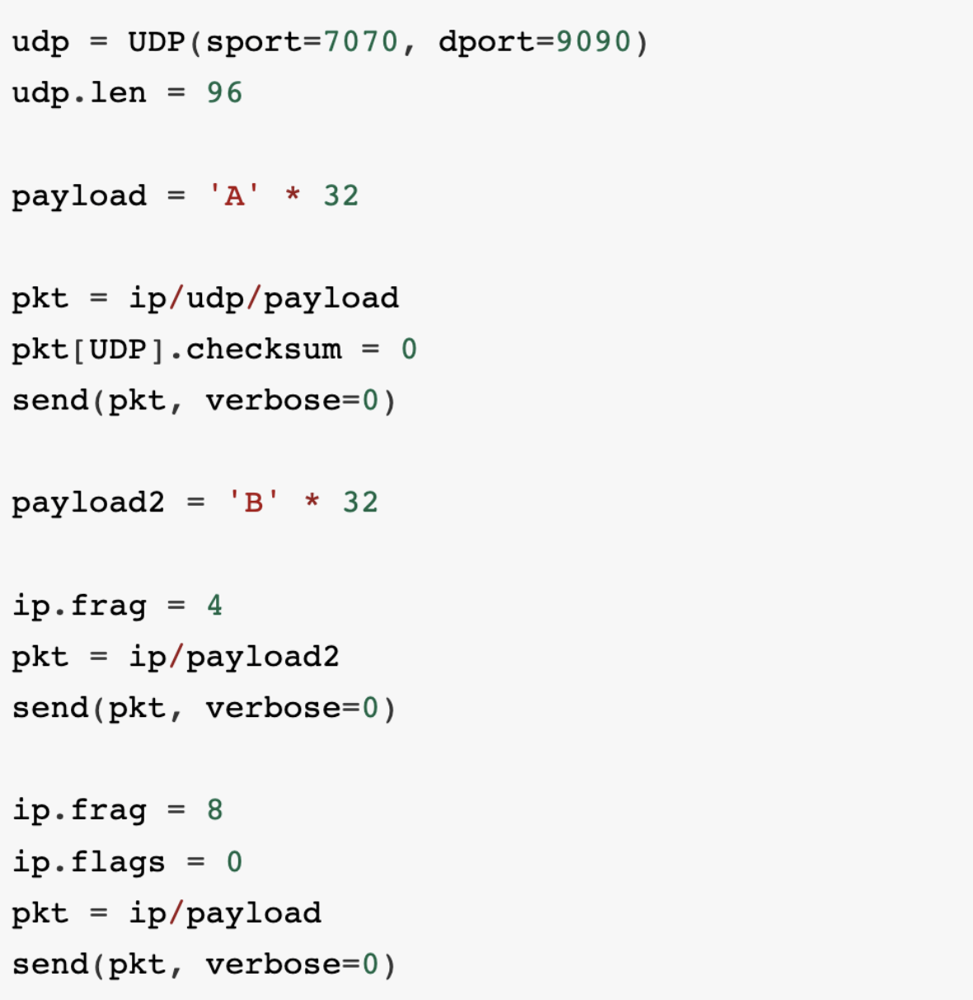 udp = UDP(sport=7070, dport=9090)
udp.len = 96
payload = 'A' * 32
pkt = ip/udp/payload
pkt[UDP].checksum = 0
send(pkt, verbose=0)
payload2 = 'B' * 32
ip.frag = 4
pkt = ip/payload2
send(pkt, verbose=0)
ip.frag = 8
ip.flags = 0
pkt = ip/payload
send(pkt, verbose=0)